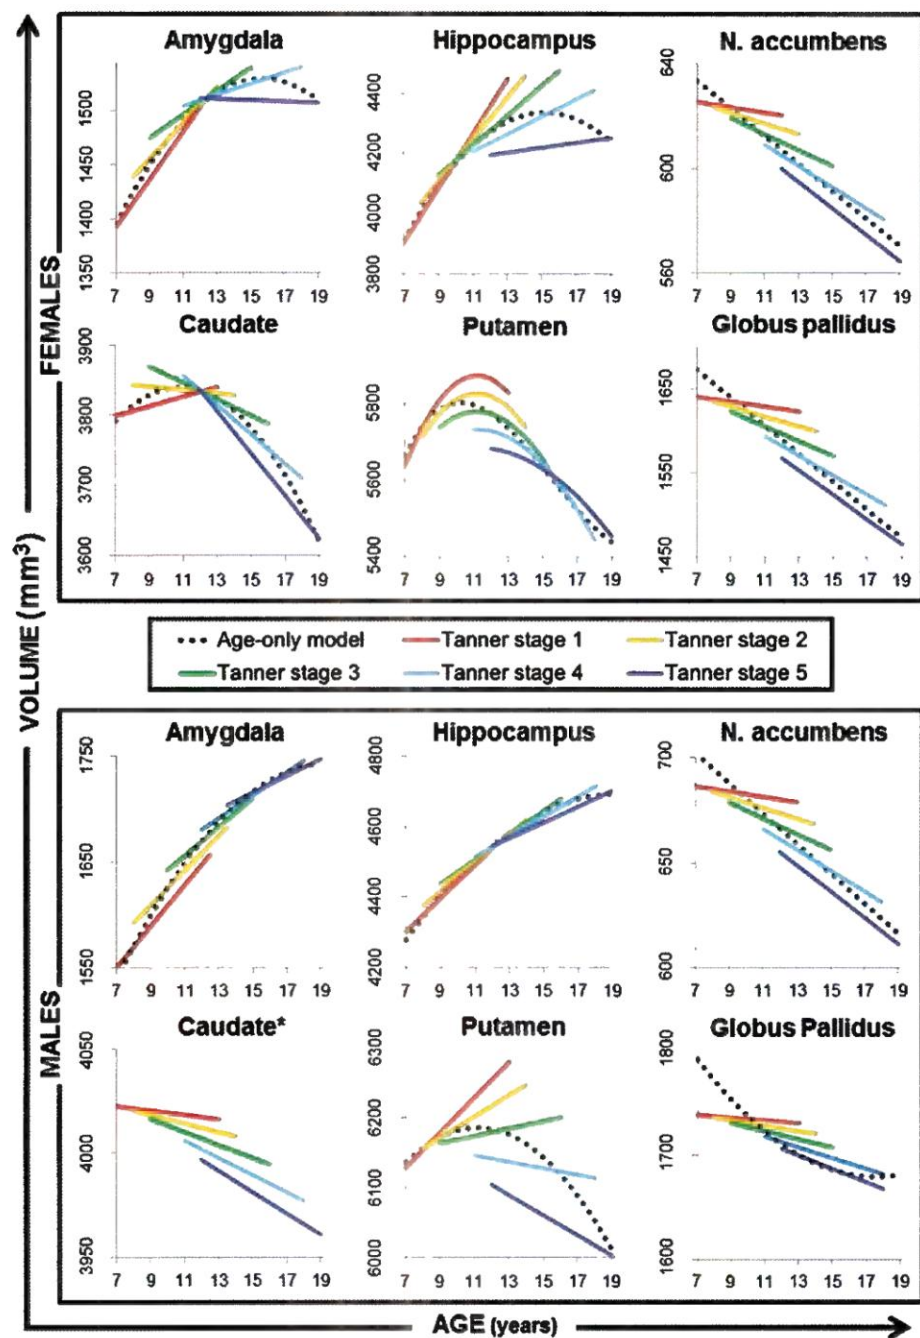 Amygdala Hippocampus N. accumbens
1500 4400 640
1450 4200 600
1400 4000 560
1350 3800
7 9 11 13 15 17 19 7 9 11 13 15 17 19 7 9 11 13 15 17 19
Caudate Putamen Globus pallidus
3900 5800 1650
3800 5600 1550
3700 5400 1450
3600
7 9 11 13 15 17 19 7 9 11 13 15 17 19 7 9 11 13 15 17 19
FEMALES
VOLUME (mm³)
Age-only model Tanner stage 1 Tanner stage 2
Tanner stage 3 Tanner stage 4 Tanner stage 5
Amygdala Hippocampus N. accumbens
1750 4800 700
1650 4600 650
1550 4400 600
4200
7 9 11 13 15 17 19 7 9 11 13 15 17 19 7 9 11 13 15 17 19
Caudate* Putamen Globus Pallidus
4050 6300 1800
4000 6200 1700
3950 6100 1600
6000
7 9 11 13 15 17 19 7 9 11 13 15 17 19 7 9 11 13 15 17 19
MALES
AGE (years)